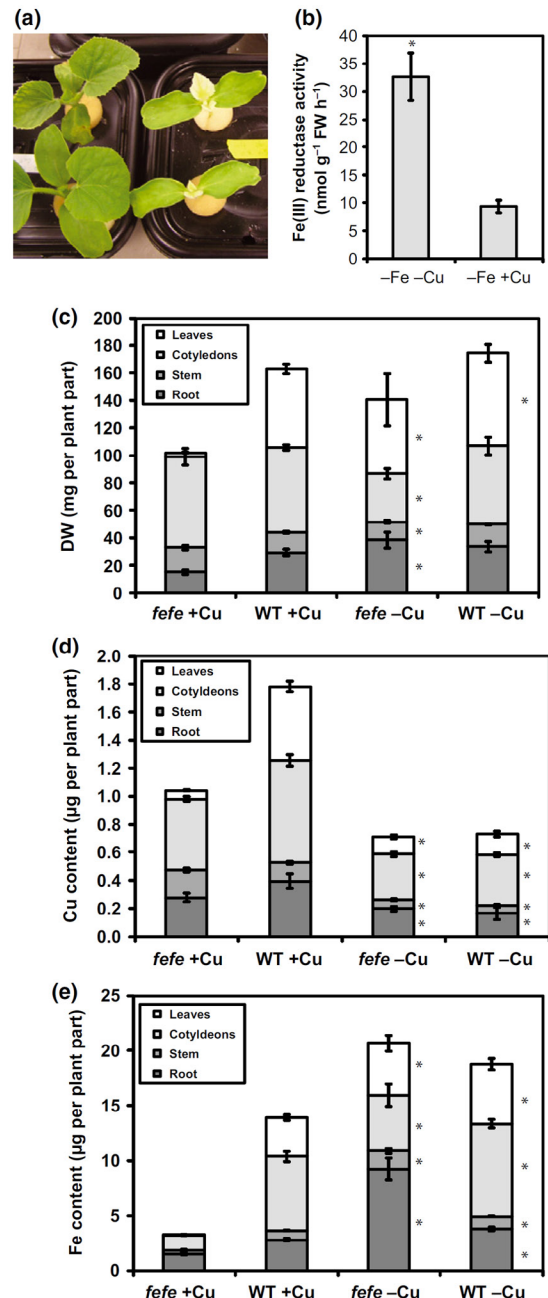 (a)
(b)
Fe(III) reductase activity
(nmol g⁻¹ FW h⁻¹)
40
35
30
25
20
15
10
5
0
*
–Fe –Cu
–Fe +Cu
(c)
DW (mg per plant part)
200
180
160
140
120
100
80
60
40
20
0
Leaves
Cotyledons
Stem
Root
*
*
*
*
*
fefe +Cu
WT +Cu
fefe –Cu
WT –Cu
(d)
Cu content (µg per plant part)
2.0
1.8
1.6
1.4
1.2
1.0
0.8
0.6
0.4
0.2
0.0
Leaves
Cotyldeons
Stem
Root
*
*
*
*
*
*
*
*
fefe +Cu
WT +Cu
fefe –Cu
WT –Cu
(e)
Fe content (µg per plant part)
25
20
15
10
5
0
Leaves
Cotyldeons
Stem
Root
*
*
*
*
*
*
*
*
fefe +Cu
WT +Cu
fefe –Cu
WT –Cu